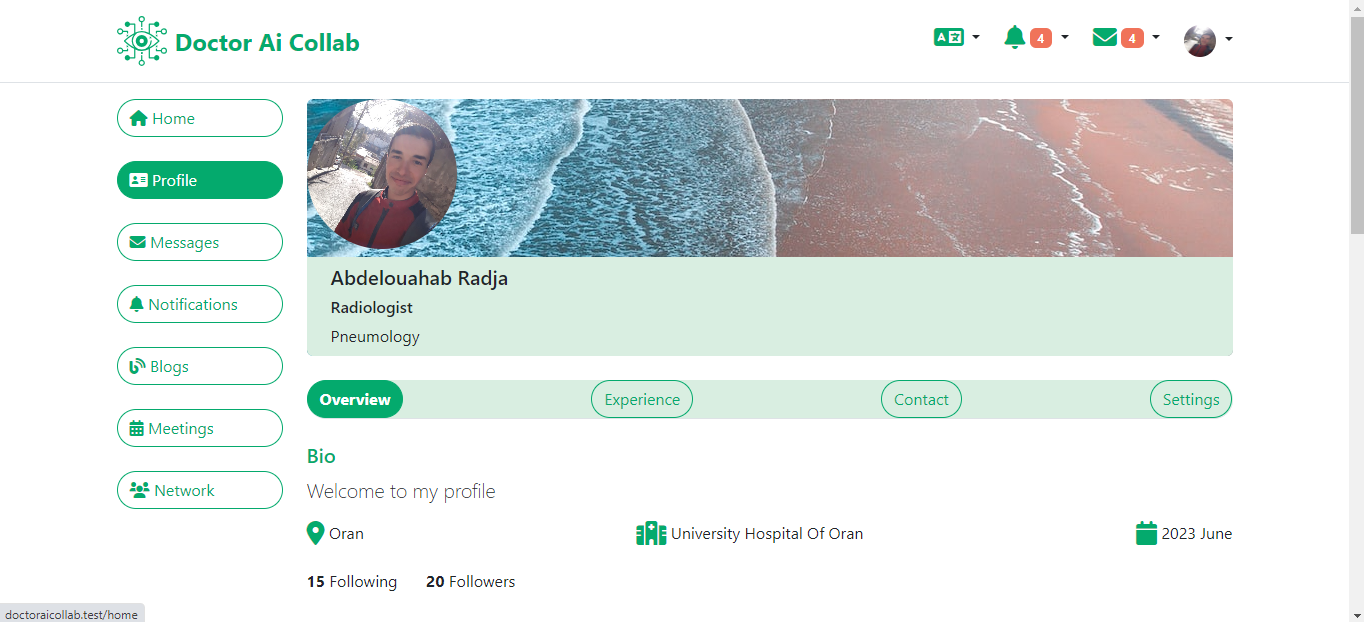 Doctor Ai Collab
4
4
Home
Profile
Messages
Notifications
Blogs
Meetings
Network
Abdelouahab Radja
Radiologist
Pneumology
Overview Experience Contact Settings
Bio
Welcome to my profile
Oran University Hospital Of Oran 2023 June
15 Following 20 Followers
doctoraicollab.test/home